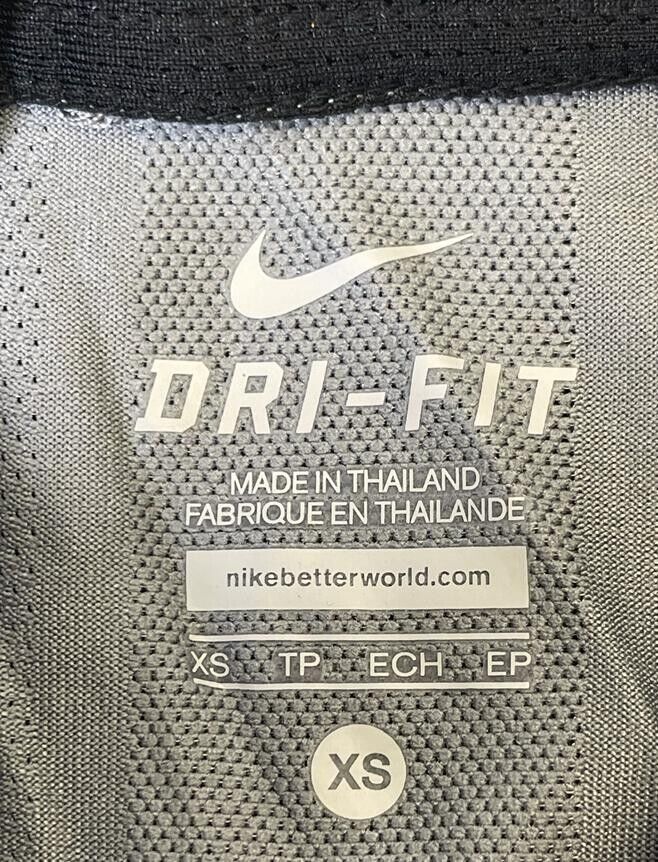 DRI-FIT
MADE IN THAILAND
FABRIQUE EN THAILANDE
nikebetterworld.com
XS TP ECH EP
XS